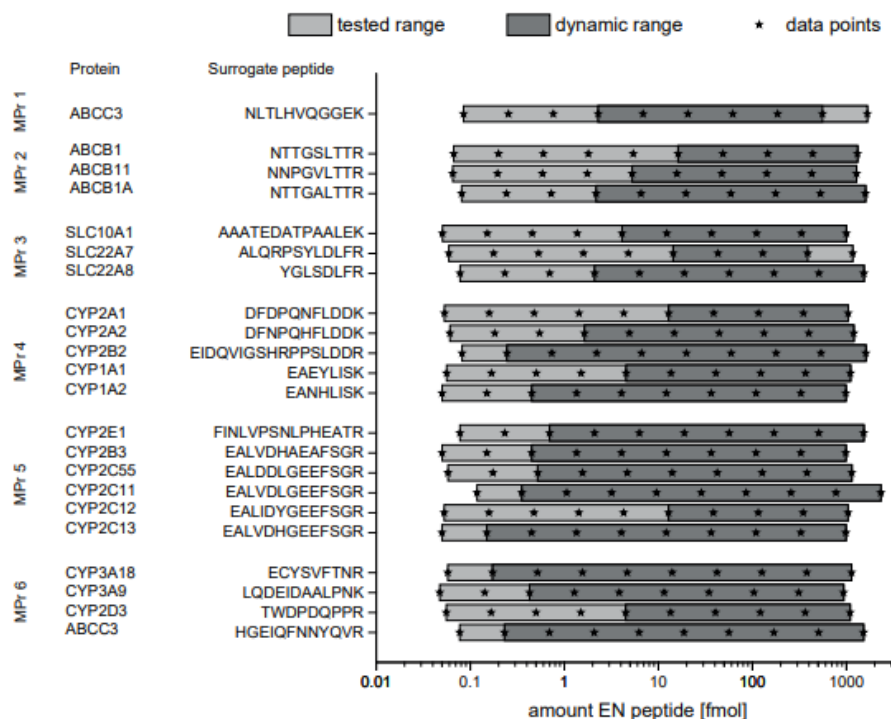 tested range dynamic range data points
Protein Surrogate peptide
MPr 1
ABCC3 NLTLHVQGGEK
MPr 2
ABCB1 NTTGSLTTR
ABCB11 NNPGVLTTR
ABCB1A NTTGALTTR
MPr 3
SLC10A1 AAATEDATPAALEK
SLC22A7 ALQRPSYLDLFR
SLC22A8 YGLSDLFR
MPr 4
CYP2A1 DFDPQNFLDDK
CYP2A2 DFNPQHFLDDK
CYP2B2 EIDQVIGSHRPPSLDDR
CYP1A1 EAEYLISK
CYP1A2 EANHLISK
MPr 5
CYP2E1 FINLVPSNLPHEATR
CYP2B3 EALVDHAEAFSGR
CYP2C55 EALDDLGEEFSGR
CYP2C11 EALVDLGEEFSGR
CYP2C12 EALIDYGEEFSGR
CYP2C13 EALVDHGEEFSGR
MPr 6
CYP3A18 ECYSVFTNR
CYP3A9 LQDEIDAALPNK
CYP2D3 TWDPDQPPR
ABCC3 HGEIQFNNYQVR
0.01 0.1 1 10 100 1000
amount EN peptide [fmol]